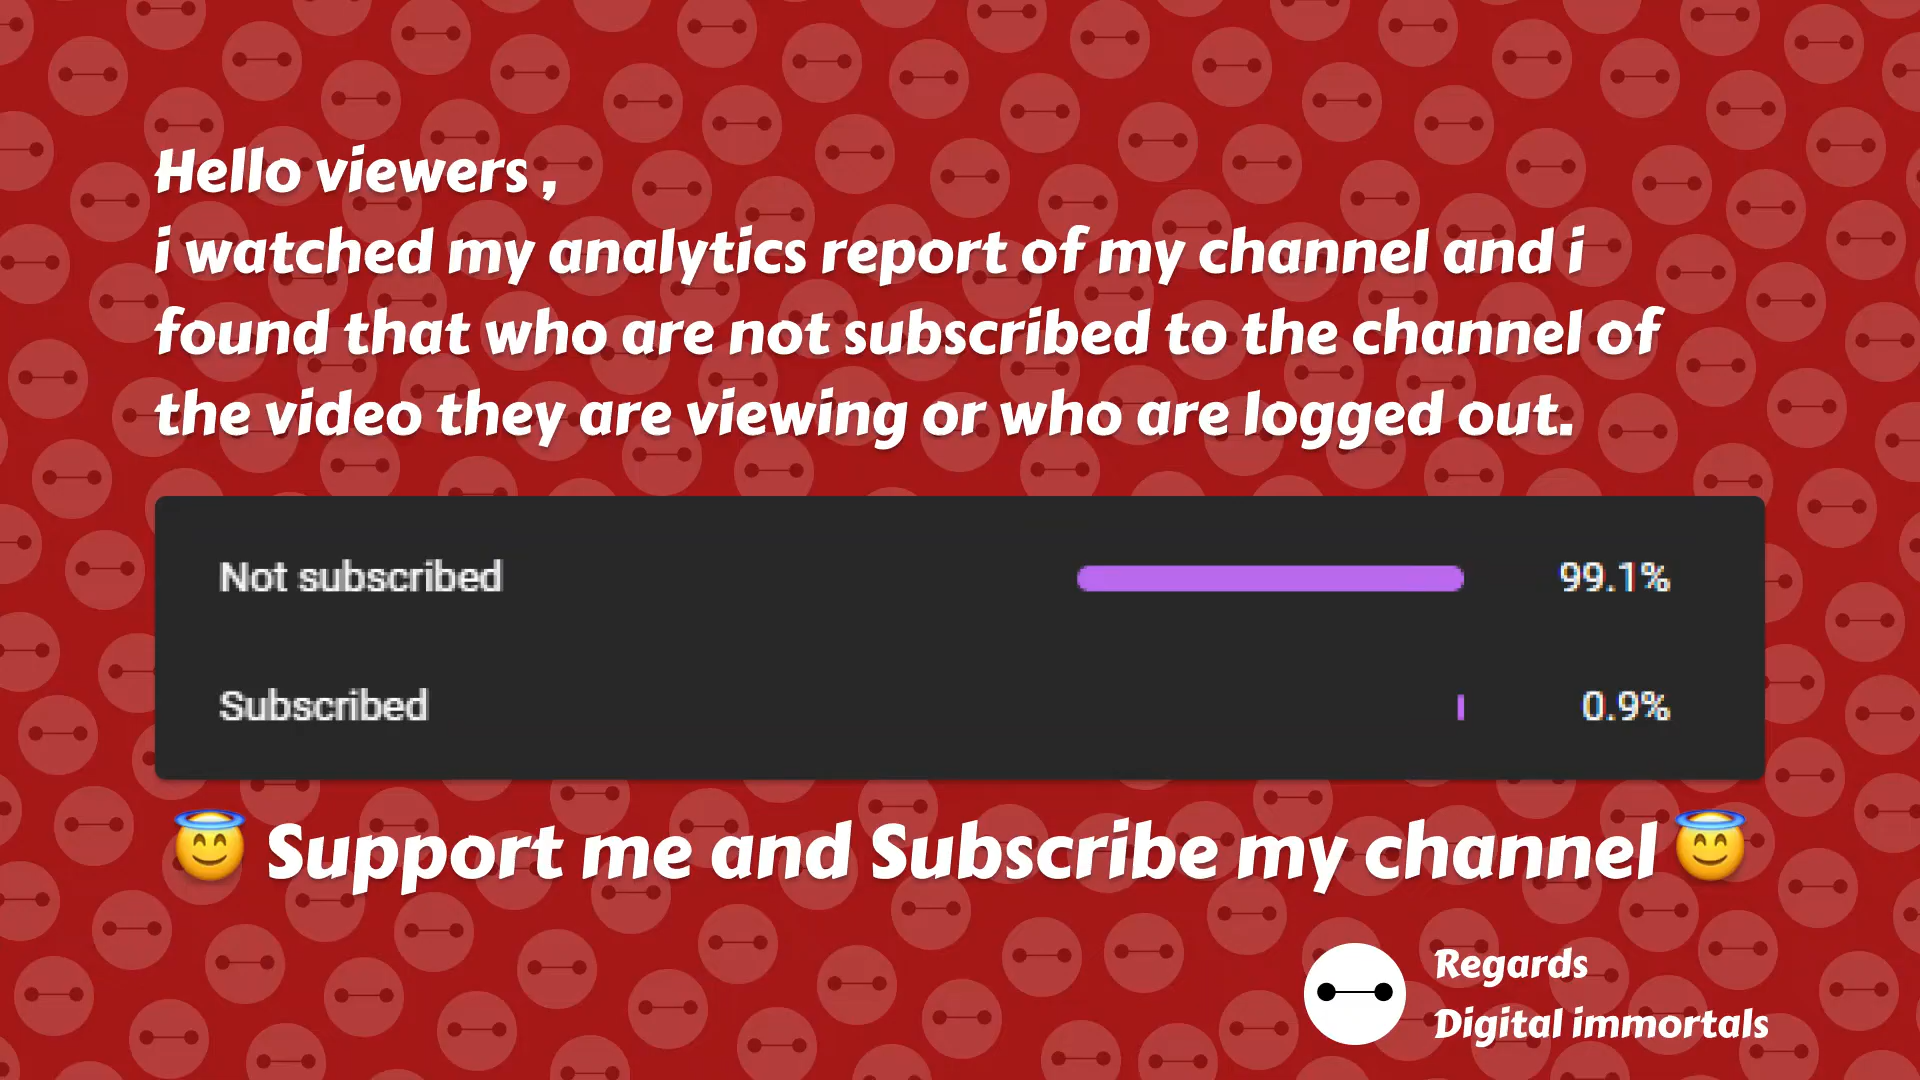 Hello viewers ,
i watched my analytics report of my channel and i
found that who are not subscribed to the channel of
the video they are viewing or who are logged out.
Not subscribed 99.1%
Subscribed 0.9%
😇 Support me and Subscribe my channel 😇
Regards
Digital immortals